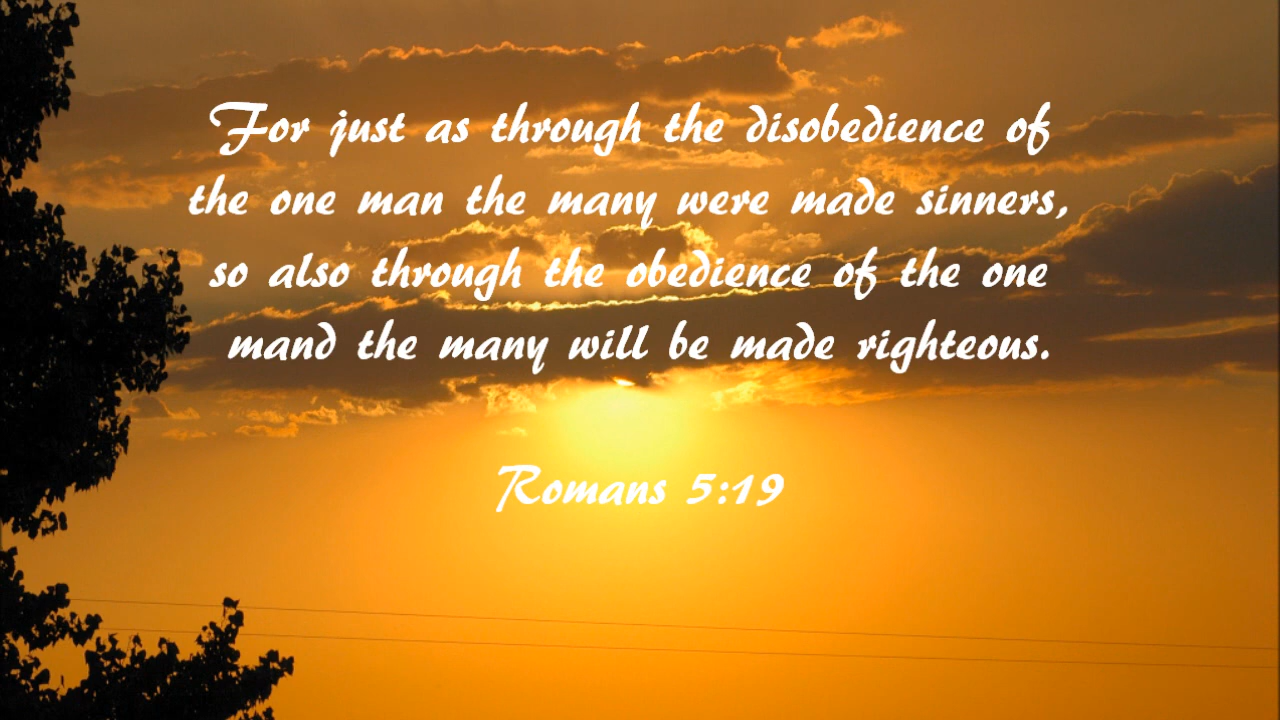 For just as through the disobedience of
the one man the many were made sinners,
so also through the obedience of the one
mand the many will be made righteous.
Romans 5:19